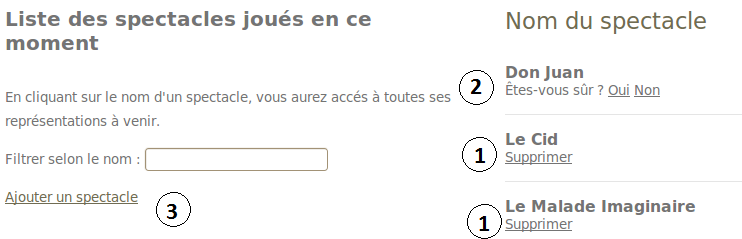 Liste des spectacles joués en ce
moment
En cliquant sur le nom d'un spectacle, vous aurez accés à toutes ses
représentations à venir.
Filtrer selon le nom :
Ajouter un spectacle
3
Nom du spectacle
2
Don Juan
Êtes-vous sûr ? Oui Non
1
Le Cid
Supprimer
1
Le Malade Imaginaire
Supprimer